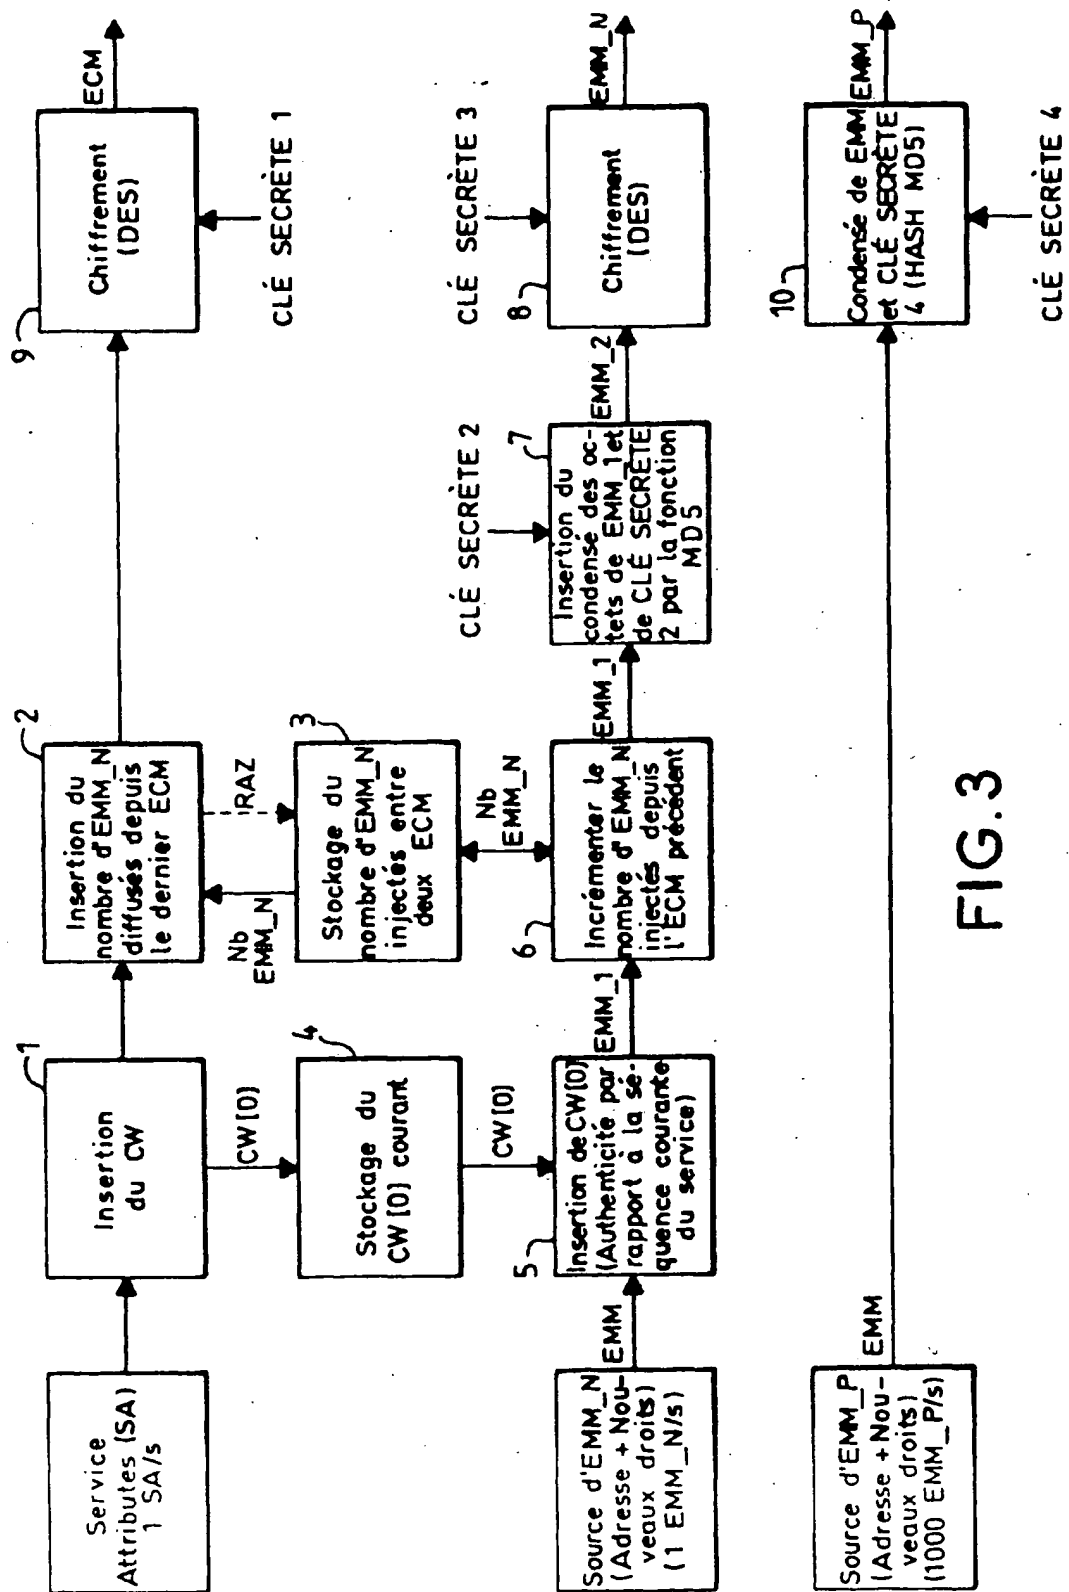 Service
Attributes (SA)
1 SA/s
1
Insertion
du CW
2
Insertion du
nombre d'EMM_N
diffusés depuis
le dernier ECM
9
Chiffrement
(DES)
ECM
CLÉ SECRÈTE 1
CW[0]
Nb
EMM_N
RAZ
4
Stockage du
CW[0] courant
3
Stockage du
nombre d'EMM_N
injectés entre
deux ECM
CW[0]
Nb
EMM_N
CLÉ SECRÈTE 2
CLÉ SECRÈTE 3
Source d'EMM_N
(Adresse + Nou-
veaux droits)
(1 EMM_N/s)
EMM
5
Insertion de CW[0]
(Authenticité par
rapport à la sé-
quence courante
du service)
EMM_1
6
Incrémenter le
nombre d'EMM_N
injectés depuis
l'ECM précédent
EMM_1
7
Insertion du
condensé des oc-
tets de EMM_1 et
de CLÉ SECRÈTE
2 par la fonction
MD5
EMM_2
8
Chiffrement
(DES)
EMM_N
Source d'EMM_P
(Adresse + Nou-
veaux droits)
(1000 EMM_P/s)
EMM
10
Condensé de EMM
et CLÉ SECRÈTE
4 (HASH MD5)
EMM_P
CLÉ SECRÈTE 4
FIG.3